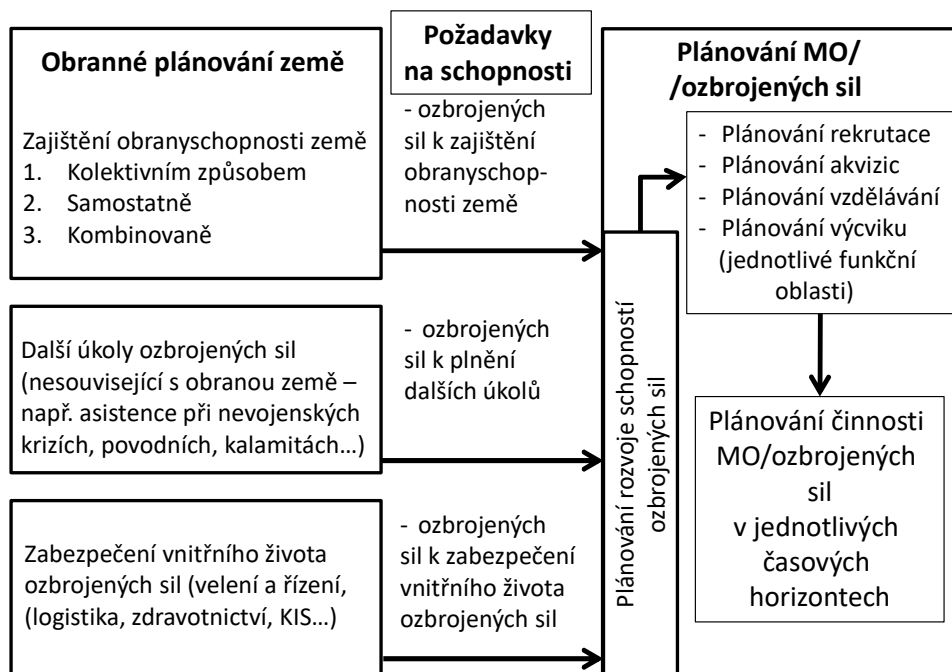 Obranné plánování země
Zajištění obranyschopnosti země
1. Kolektivním způsobem
2. Samostatně
3. Kombinovaně
Další úkoly ozbrojených sil
(nesouvisející s obranou země –
např. asistence při nevojenských
krizích, povodních, kalamitách...)
Zabezpečení vnitřního života
ozbrojených sil (velení a řízení,
(logistika, zdravotnictví, KIS...)
Požadavky
na schopnosti
- ozbrojených
sil k zajištění
obranyschop-
nosti země
- ozbrojených
sil k plnění
dalších úkolů
- ozbrojených
sil k zabezpečení
vnitřního života
ozbrojených sil
Plánování MO/
/ozbrojených sil
Plánování rozvoje schopností
ozbrojených sil
- Plánování rekrutace
- Plánování akvizic
- Plánování vzdělávání
- Plánování výcviku
(jednotlivé funkční
oblasti)
Plánování činnosti
MO/ozbrojených
sil
v jednotlivých
časových
horizontech